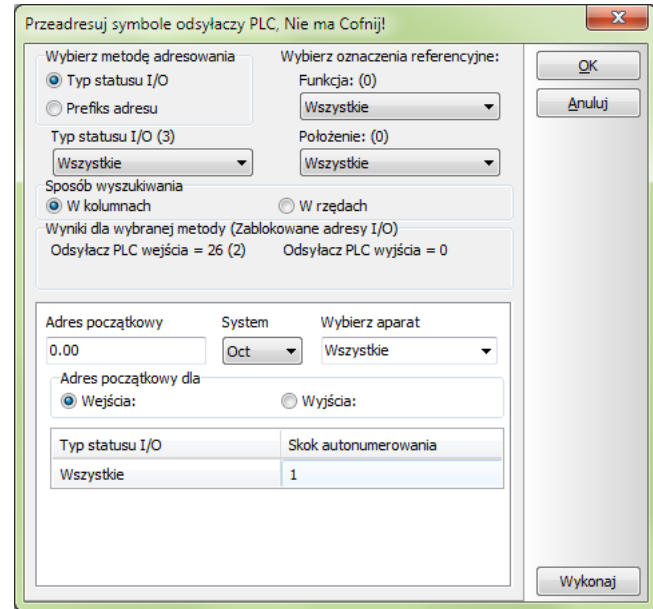 Przeadresuj symbole odsyłaczy PLC, Nie ma Cofnij!
Wybierz metodę adresowania
Typ statusu I/O
Prefiks adresu
Wybierz oznaczenia referencyjne:
Funkcja: (0)
Wszystkie
OK
Anuluj
Typ statusu I/O (3)
Wszystkie
Położenie: (0)
Wszystkie
Sposób wyszukiwania
W kolumnach W rzędach
Wyniki dla wybranej metody (Zablokowane adresy I/O)
Odsyłacz PLC wejścia = 26 (2) Odsyłacz PLC wyjścia = 0
Adres początkowy System Wybierz aparat
0.00 Oct Wszystkie
Adres początkowy dla
Wejścia: Wyjścia:
Typ statusu I/O Skok autonumerowania
Wszystkie 1
Wykonaj